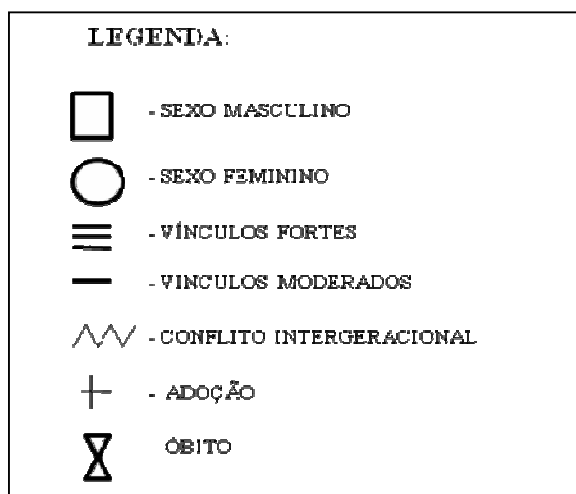 LEGENDA:
- SEXO MASCULINO
- SEXO FEMININO
- VÍNCULOS FORTES
- VINCULOS MODERADOS
- CONFLITO INTERGERACIONAL
- ADOÇÃO
ÓBITO